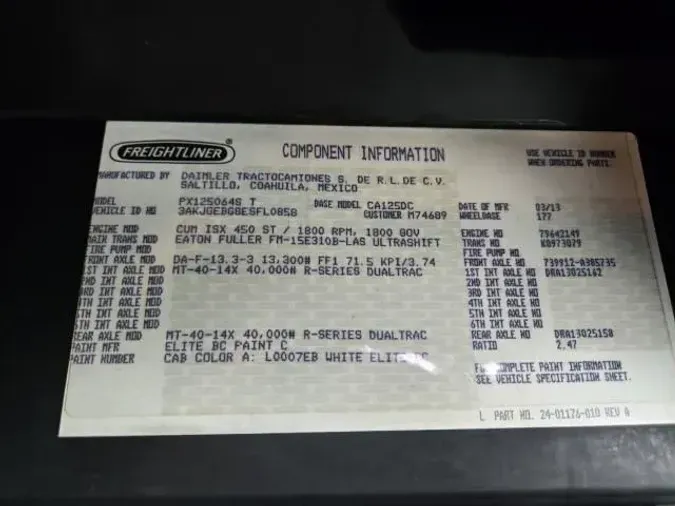 FREIGHTLINER ®
COMPONENT INFORMATION
USE VEHICLE ID NUMBER
WHEN ORDERING PARTS.
MANUFACTURED BY DAIMLER TRACTOCAMIONES S. DE R.L.DE C.V.
SALTILLO, COAHUILA, MEXICO
MODEL PX125064S T BASE MODEL CA125DC DATE OF MFR 03/13
VEHICLE ID NO CUSTOMER M74689 WHEELBASE 177
ENGINE MOD CUM ISX 450 ST / 1800 RPM, 1800 GOV ENGINE NO 79642149
MAIN TRANS MOD EATON FULLER FM-15E310B-LAS ULTRASHIFT TRANS NO K0973079
FIRE PUMP MOD FIRE PUMP NO
FRONT AXLE MOD DA-F-13.3-3 13,300# FF1 71.5 KPI/3.74 FRONT AXLE NO
1ST INT AXLE MOD MT-40-14X 40,000# R-SERIES DUALTRAC 1ST INT AXLE NO DRA13025162
2ND INT AXLE MOD 2ND INT AXLE NO
3RD INT AXLE MOD 3RD INT AXLE NO
4TH INT AXLE MOD 4TH INT AXLE NO
5TH INT AXLE MOD 5TH INT AXLE NO
6TH INT AXLE MOD 6TH INT AXLE NO
REAR AXLE MOD MT-40-14X 40,000# R-SERIES DUALTRAC REAR AXLE NO DRA13025158
PAINT MFR ELITE BC PAINT C RATIO 2.47
PAINT NUMBER CAB COLOR A: L0007EB WHITE ELITE BC
FOR COMPLETE PAINT INFORMATION
SEE VEHICLE SPECIFICATION SHEET.
L PART NO. 24-01176-010 REV A